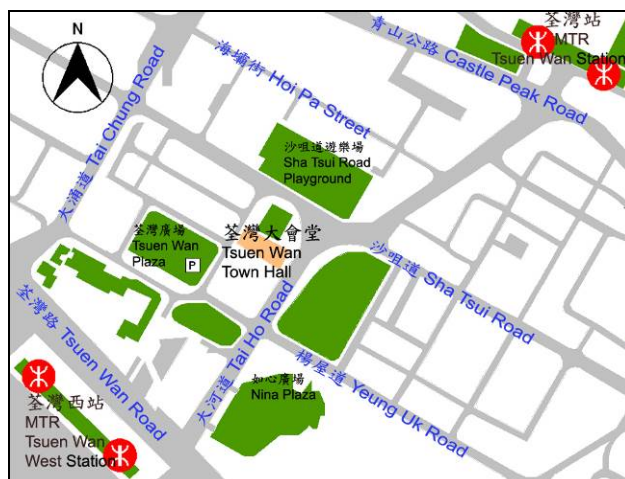 N
青山公路 Castle Peak Road
荃灣站
MTR
Tsuen Wan Station
海壩街 Hoi Pa Street
大涌道 Tai Chung Road
沙咀道遊樂場
Sha Tsui Road
Playground
荃灣廣場
Tsuen Wan
Plaza
P
荃灣大會堂
Tsuen Wan
Town Hall
沙咀道 Sha Tsui Road
荃灣路 Tsuen Wan Road
大河道 Tai Ho Road
楊屋道 Yeung Uk Road
如心廣場
Nina Plaza
荃灣西站
MTR
Tsuen Wan
West Station